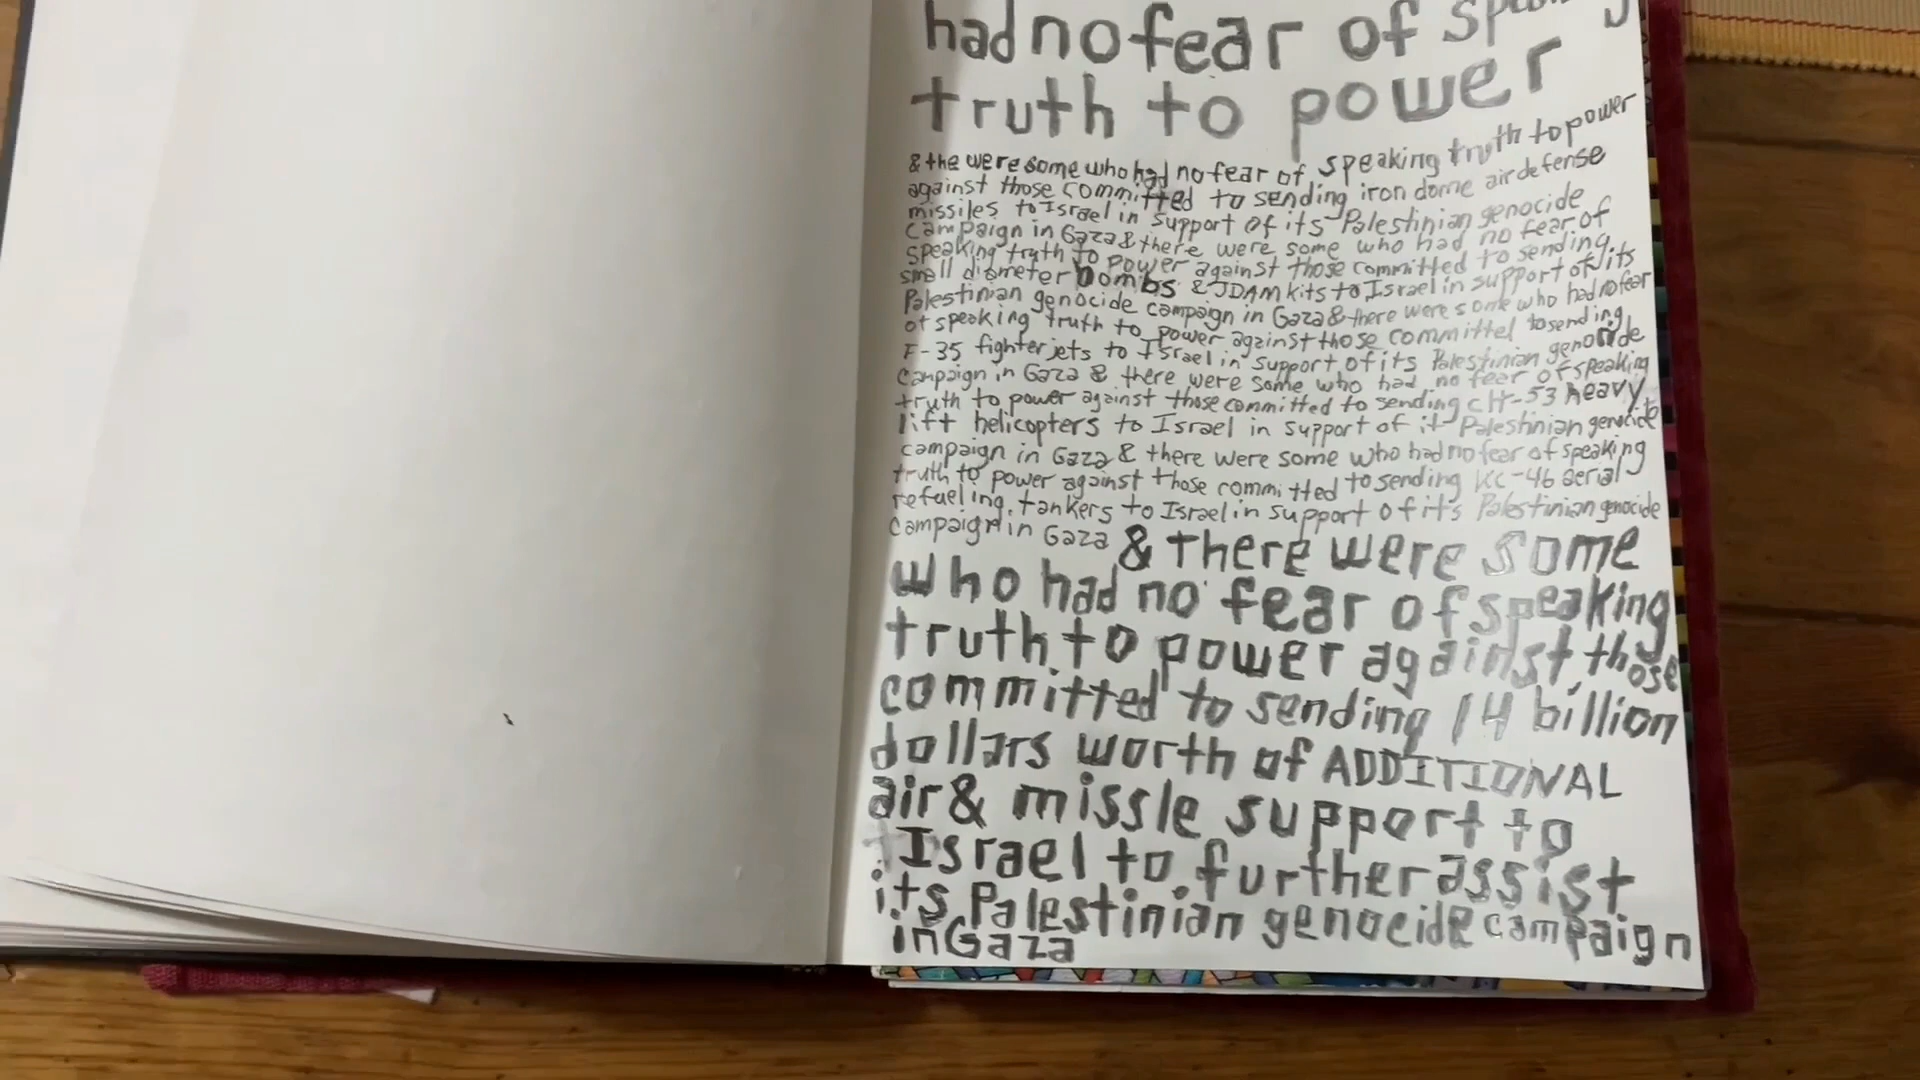 had no fear of
truth to power
& the were some who had no fear of speaking truth to power
against those committed to sending iron dome air defense
missiles to Israel in support of its Palestinian genocide
campaign in Gaza & there were some who had no fear of
speaking truth to power against those committed to sending
small diameter bombs & JDAM kits to Israel in support of its
Palestinian genocide campaign in Gaza & there were some who had no fear
of speaking truth to power against those committed to sending
F-35 fighter jets to Israel in support of its Palestinian genocide
campaign in Gaza & there were some who had no fear of speaking
truth to power against those committed to sending CH-53 heavy
lift helicopters to Israel in support of it Palestinian genocide
campaign in Gaza & there were some who had no fear of speaking
truth to power against those committed to sending KC-46 aerial
refueling tankers to Israel in support of its Palestinian genocide
campaign in Gaza & there were some
who had no fear of speaking
truth to power against those
committed to sending 14 billion
dollars worth of ADDITIONAL
air & missle support to
Israel to further assist
its Palestinian genocide campaign
in Gaza